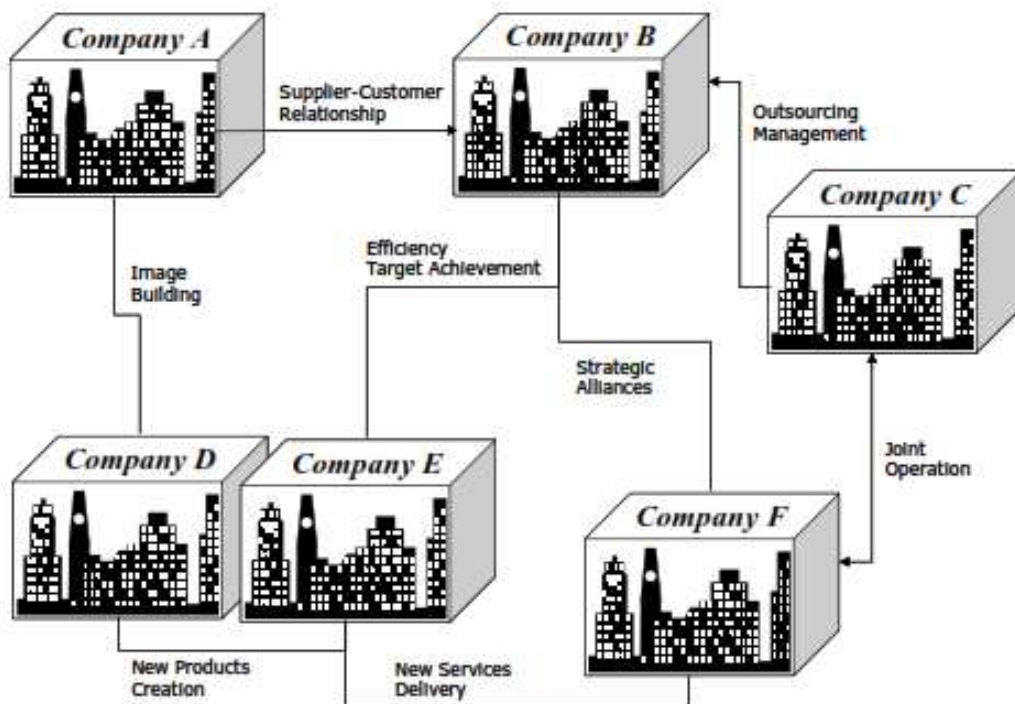 Company A
Company B
Supplier-Customer
Relationship
Outsourcing
Management
Company C
Efficiency
Target Achievement
Image
Building
Strategic
Alliances
Company D
Company E
Joint
Operation
Company F
New Products
Creation
New Services
Delivery